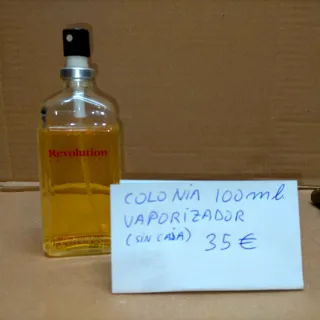 Revolution
COLONIA 100mL
VAPORIZADOR
(SIN CAJA) 35 €